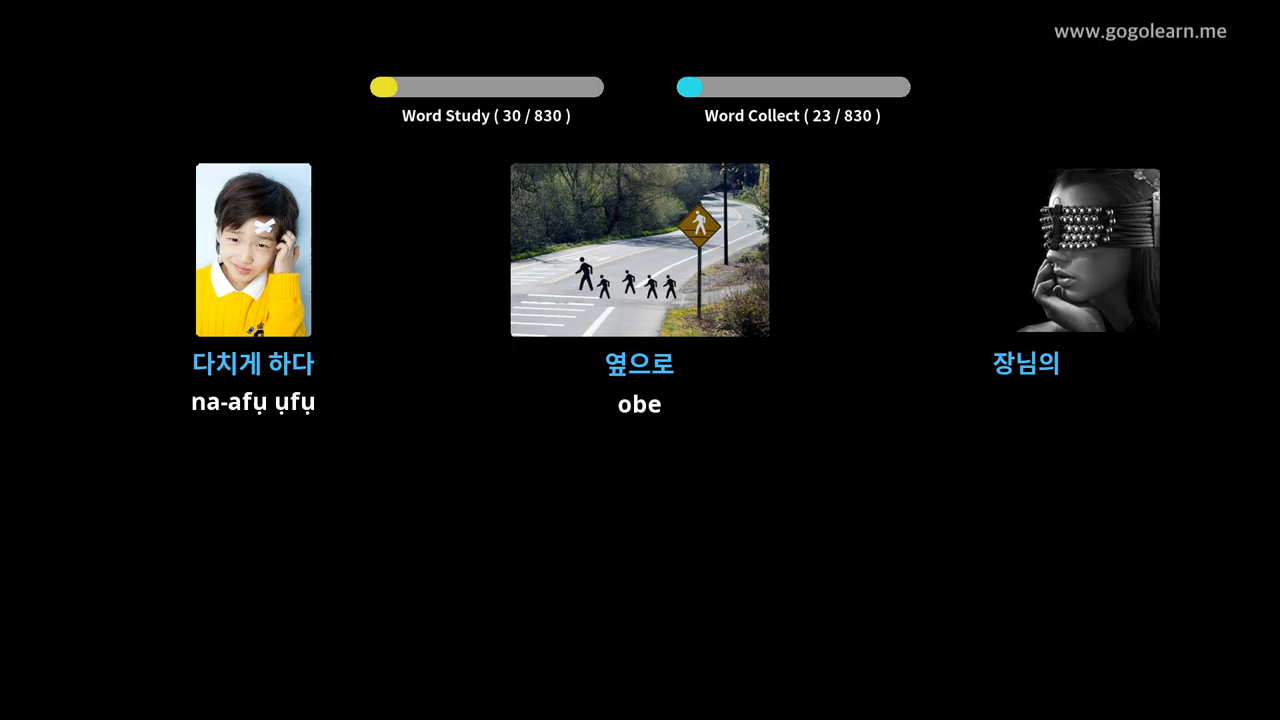 www.gogolearn.me
Word Study ( 30 / 830 )
Word Collect ( 23 / 830 )
다치게 하다
옆으로
장님의
na-afụ ụfụ
obe